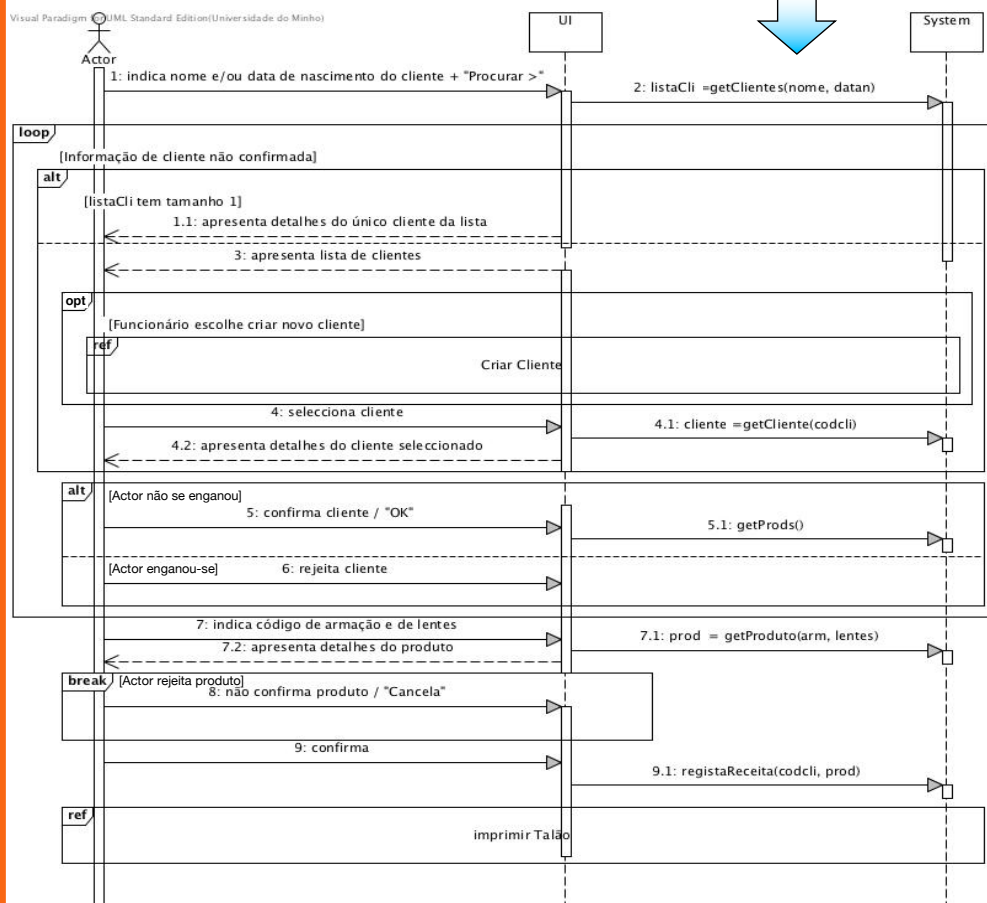 Visual Paradigm for UML Standard Edition(Universidade do Minho)
Actor
UI
System
1: indica nome e/ou data de nascimento do cliente + "Procurar >"
2: listaCli =getClientes(nome, datan)
loop
[Informação de cliente não confirmada]
alt
[listaCli tem tamanho 1]
1.1: apresenta detalhes do único cliente da lista
3: apresenta lista de clientes
opt
[Funcionário escolhe criar novo cliente]
ref
Criar Cliente
4: selecciona cliente
4.1: cliente =getCliente(codcli)
4.2: apresenta detalhes do cliente seleccionado
alt
[Actor não se enganou]
5: confirma cliente / "OK"
5.1: getProds()
[Actor enganou-se]
6: rejeita cliente
7: indica código de armação e de lentes
7.1: prod = getProduto(arm, lentes)
7.2: apresenta detalhes do produto
break
[Actor rejeita produto]
8: não confirma produto / "Cancela"
9: confirma
9.1: registaReceita(codcli, prod)
ref
imprimir Talão